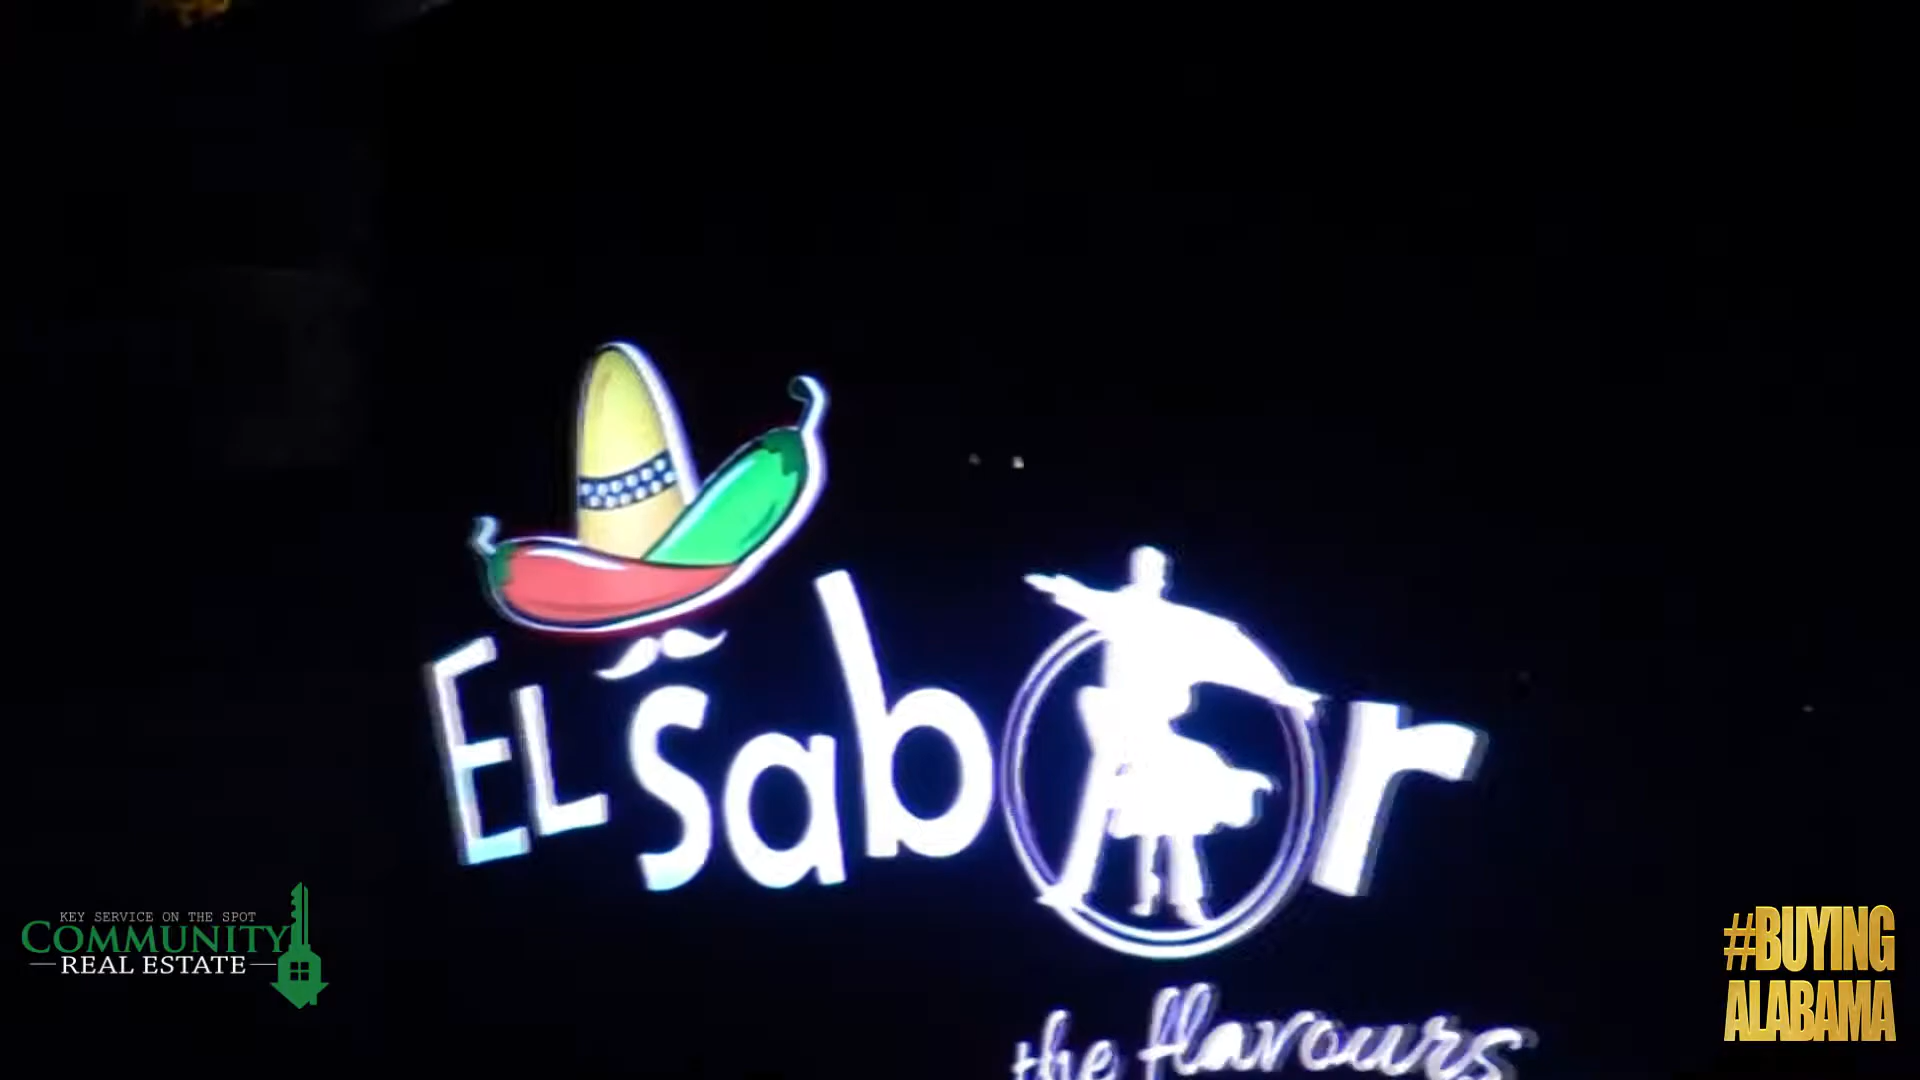 EL Sabor
the flavours
KEY SERVICE ON THE SPOT
COMMUNITY
REAL ESTATE
#BUYING
ALABAMA